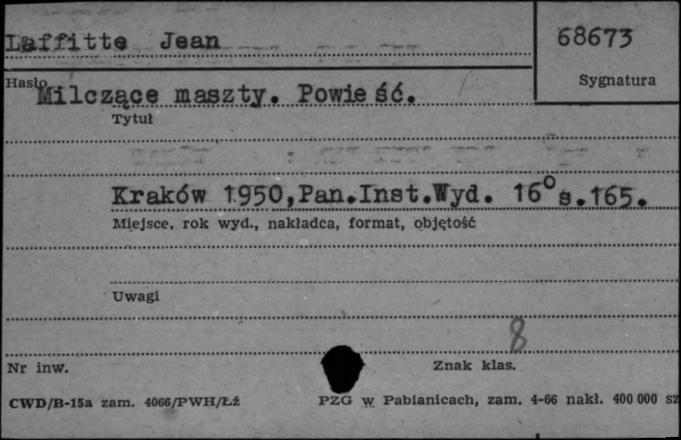 Laffitte Jean
68673
Hasło
Sygnatura
Milczące maszty. Powieść.
Tytuł
Kraków 1950,Pan.Inst.Wyd. 16° s.165.
Miejsce, rok wyd., nakładca, format, objętość
Uwagi
8
Nr inw.
Znak klas.
CWD/B-15a zam. 4066/PWH/Łż
PZG w Pabianicach, zam. 4-66 nakł. 400 000 sz